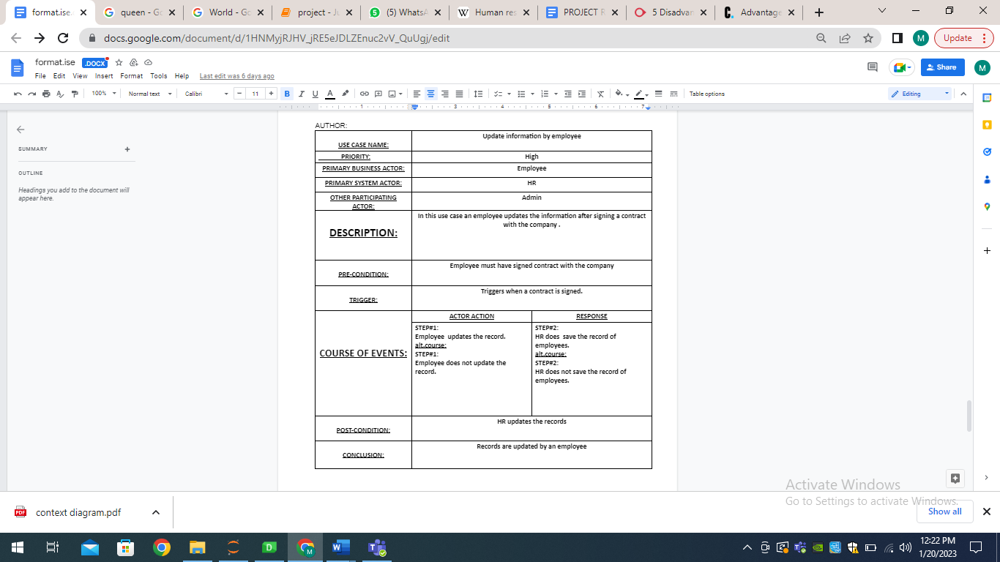 format.ise.
queen - Go
World - Go
project - Ju
(5) WhatsA
Human res
PROJECT R
5 Disadvan
Advantage
docs.google.com/document/d/1HNMyjRJHV_jRE5eJDLZEnuc2vV_QuUgj/edit
M
Update
format.ise .DOCX
File Edit View Insert Format Tools Help Last edit was 6 days ago
Share
M
100% Normal text Calibri − 11 + B I U A Table options Editing
1 3 4 5 6 7
SUMMARY
OUTLINE
Headings you add to the document will
appear here.
AUTHOR:
USE CASE NAME:
Update information by employee
PRIORITY:
High
PRIMARY BUSINESS ACTOR:
Employee
PRIMARY SYSTEM ACTOR:
HR
OTHER PARTICIPATING
ACTOR:
Admin
DESCRIPTION:
In this use case an employee updates the information after signing a contract
with the company .
PRE-CONDITION:
Employee must have signed contract with the company
TRIGGER:
Triggers when a contract is signed.
COURSE OF EVENTS:
ACTOR ACTION
STEP#1:
Employee updates the record.
alt.course:
STEP#1:
Employee does not update the
record.
RESPONSE
STEP#2:
HR does save the record of
employees.
alt.course:
STEP#2:
HR does not save the record of
employees.
POST-CONDITION:
HR updates the records
CONCLUSION:
Records are updated by an employee
Activate Windows
Go to Settings to activate Windows.
PDF
context diagram.pdf
Show all
12:22 PM
1/20/2023